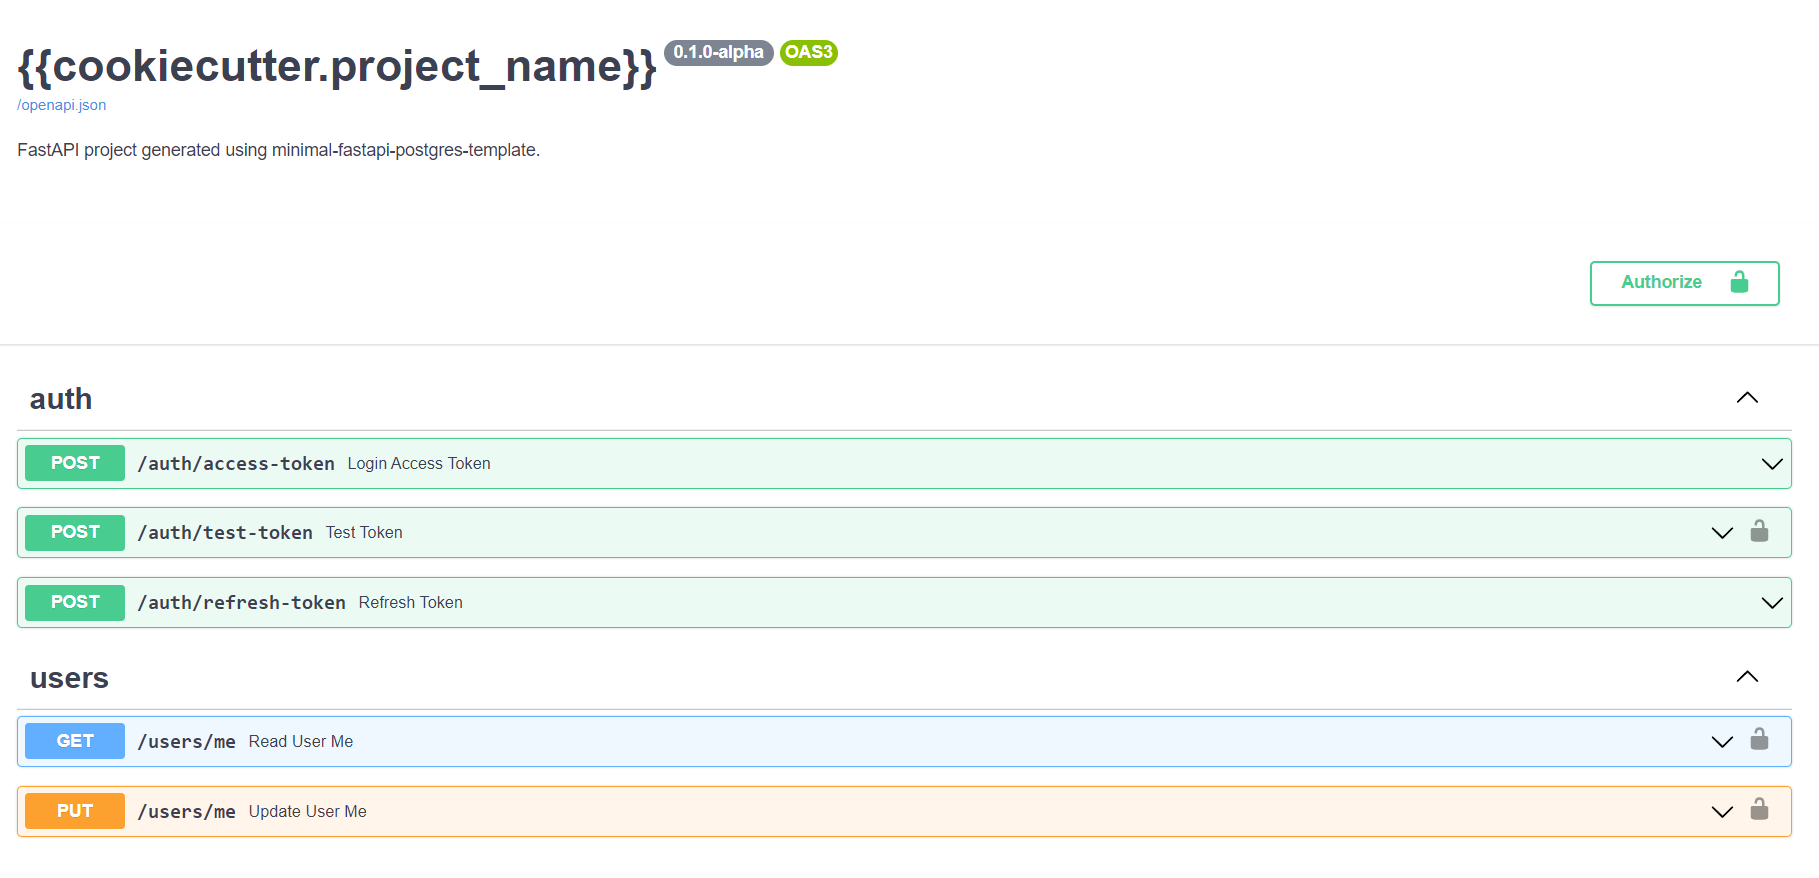 {{cookiecutter.project_name}} 0.1.0-alpha OAS3
/openapi.json
FastAPI project generated using minimal-fastapi-postgres-template.
Authorize
auth
POST /auth/access-token Login Access Token
POST /auth/test-token Test Token
POST /auth/refresh-token Refresh Token
users
GET /users/me Read User Me
PUT /users/me Update User Me